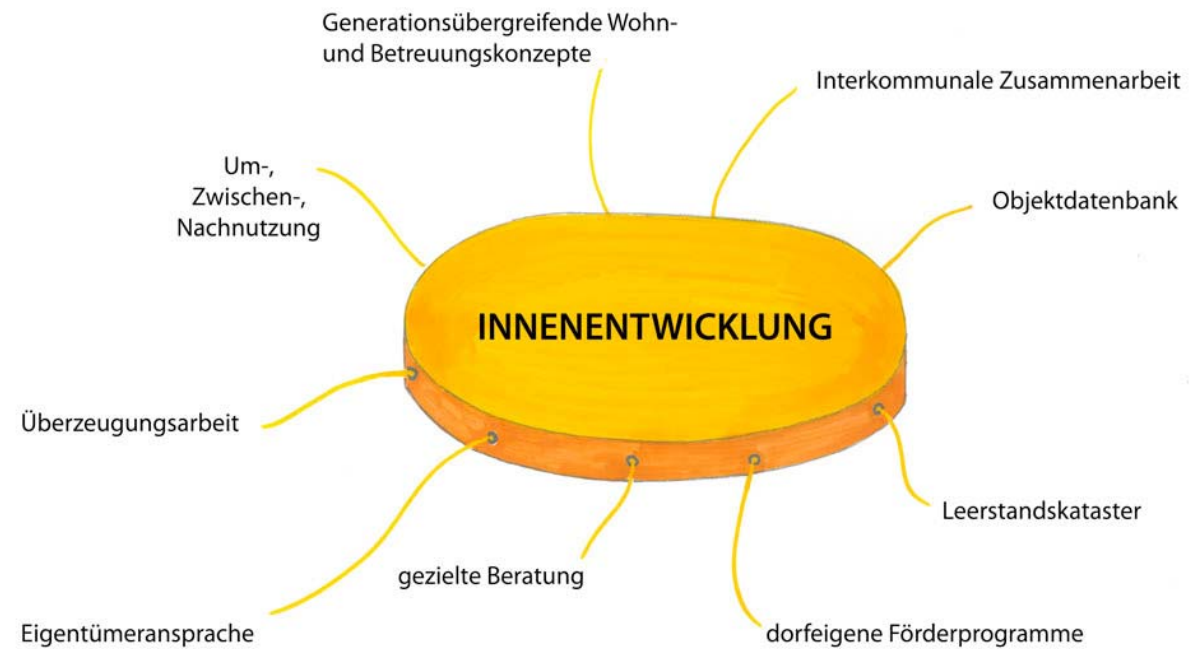 Generationsübergreifende Wohn-
und Betreuungskonzepte
Interkommunale Zusammenarbeit
Um-,
Zwischen-,
Nachnutzung
Objektdatenbank
INNENENTWICKLUNG
Überzeugungsarbeit
Leerstandskataster
gezielte Beratung
Eigentümeransprache
dorfeigene Förderprogramme